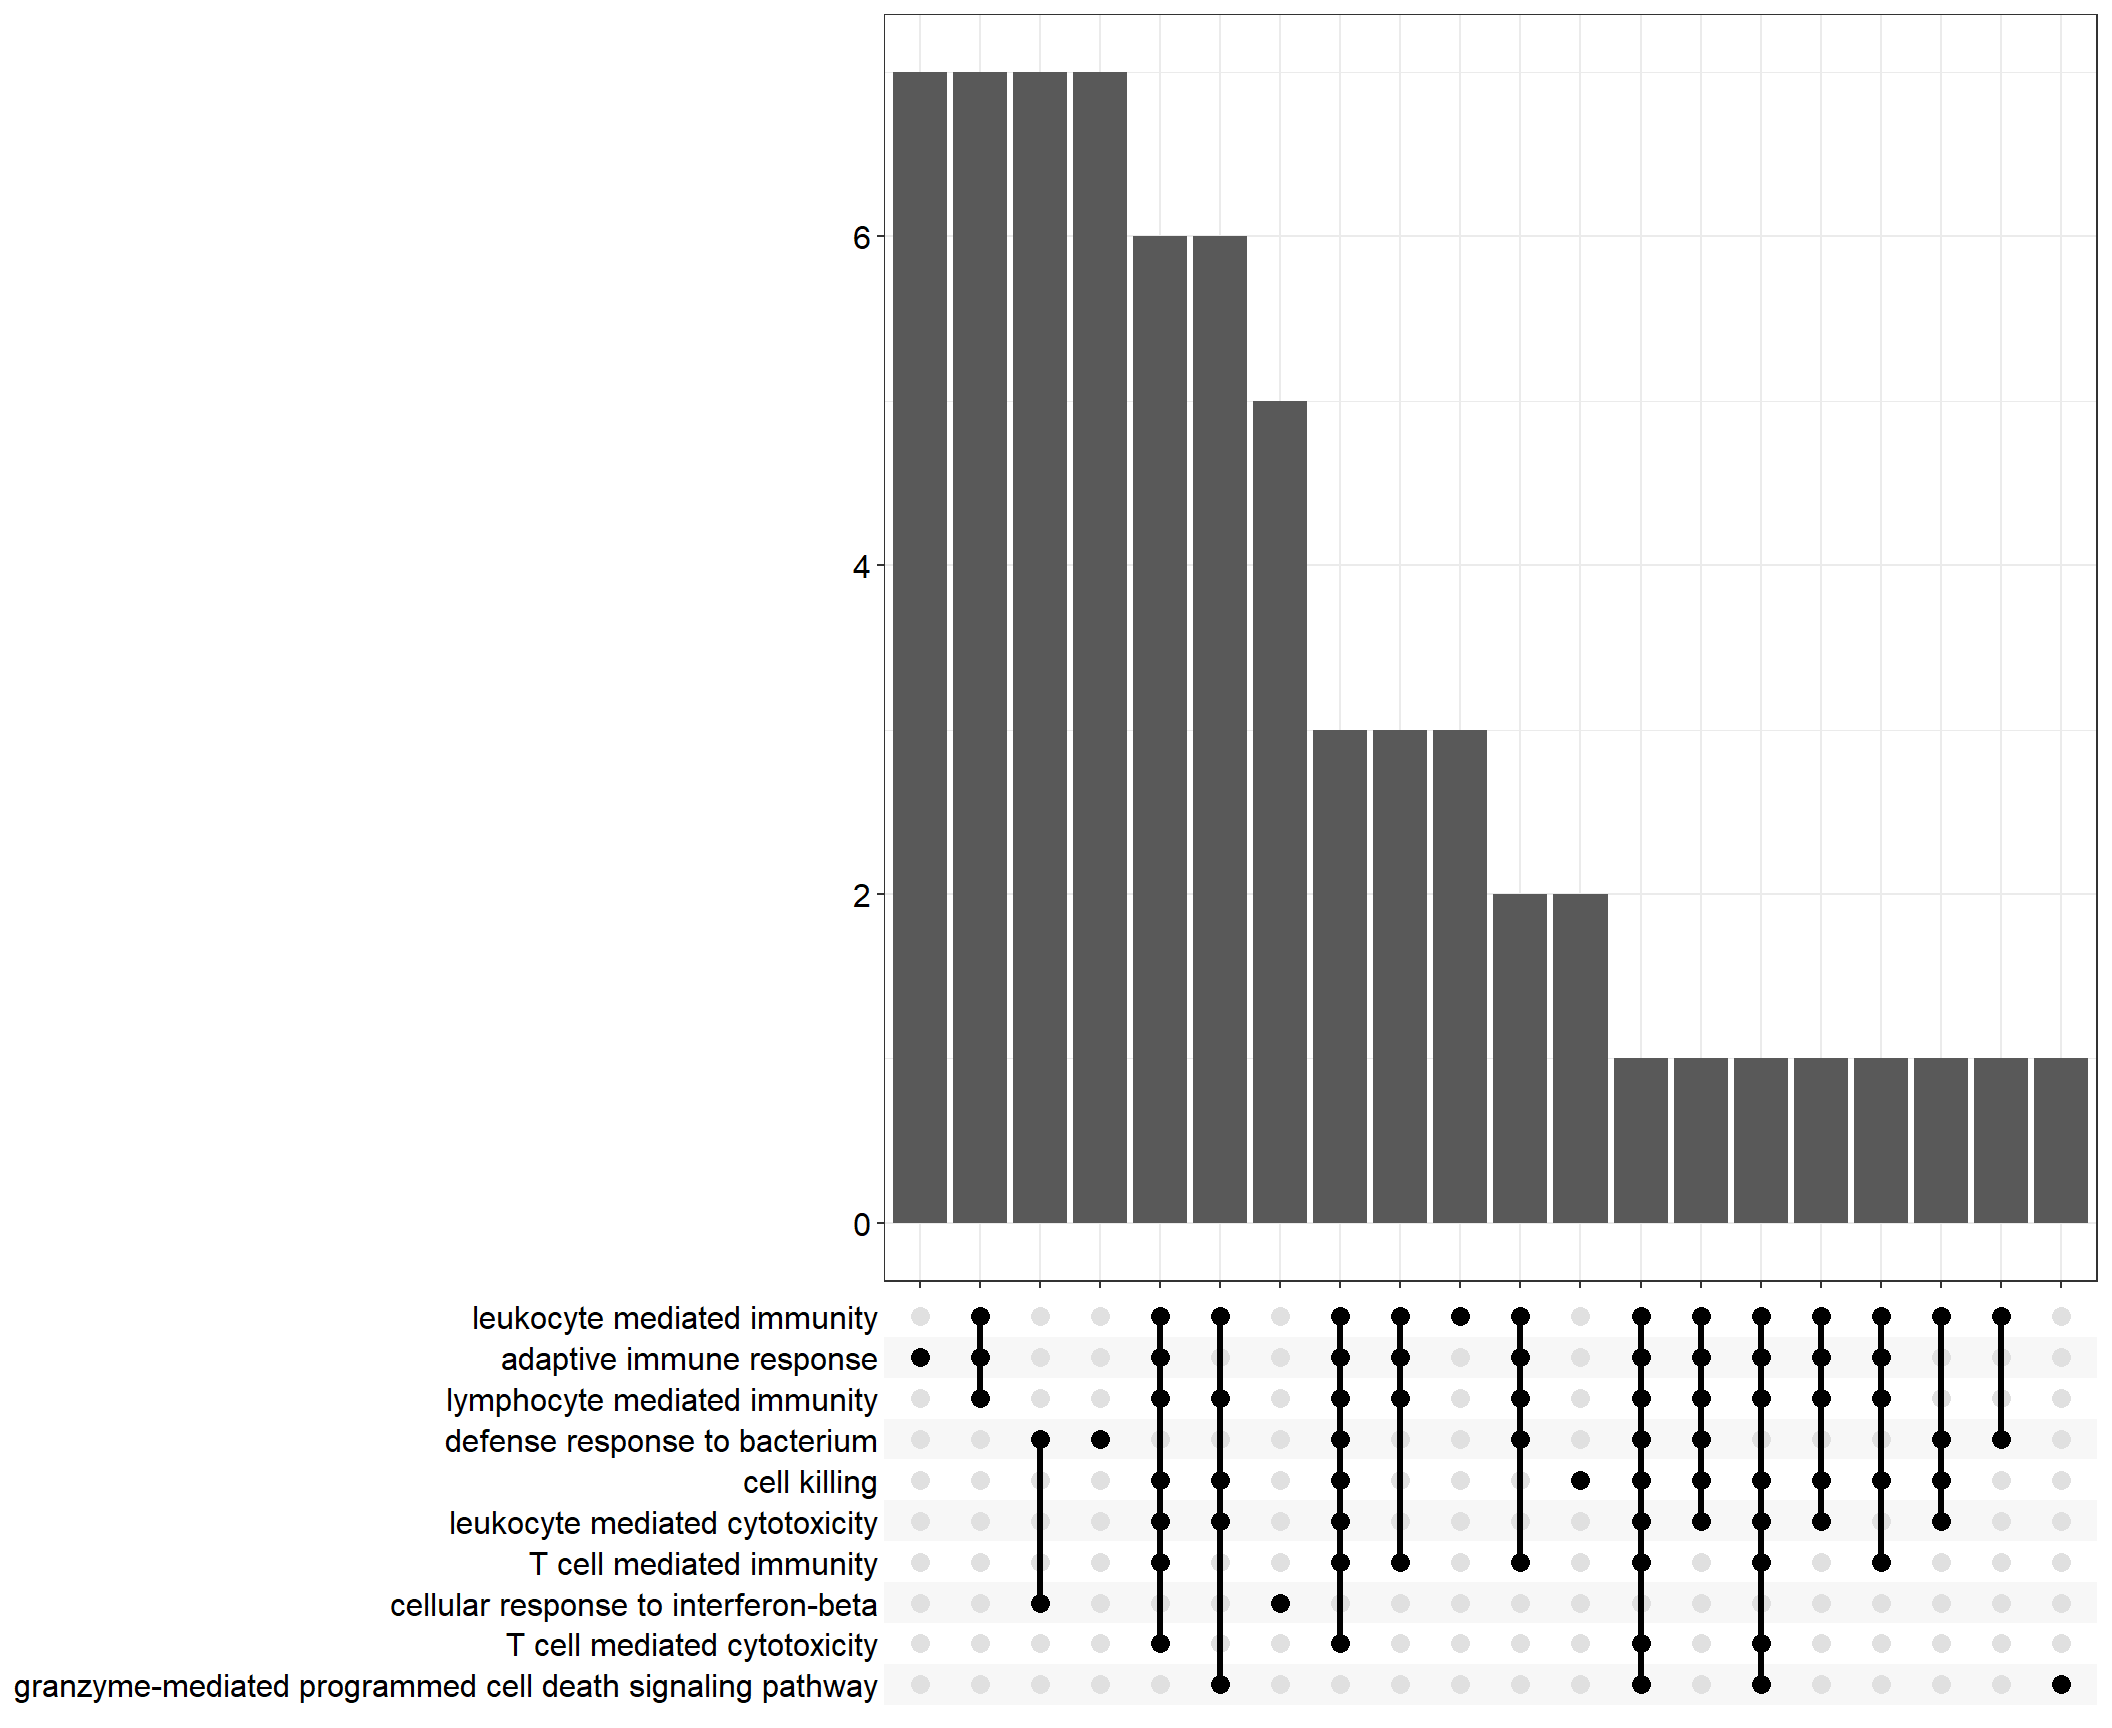 6
4
2
0
leukocyte mediated immunity
adaptive immune response
lymphocyte mediated immunity
defense response to bacterium
cell killing
leukocyte mediated cytotoxicity
T cell mediated immunity
cellular response to interferon-beta
T cell mediated cytotoxicity
granzyme-mediated programmed cell death signaling pathway